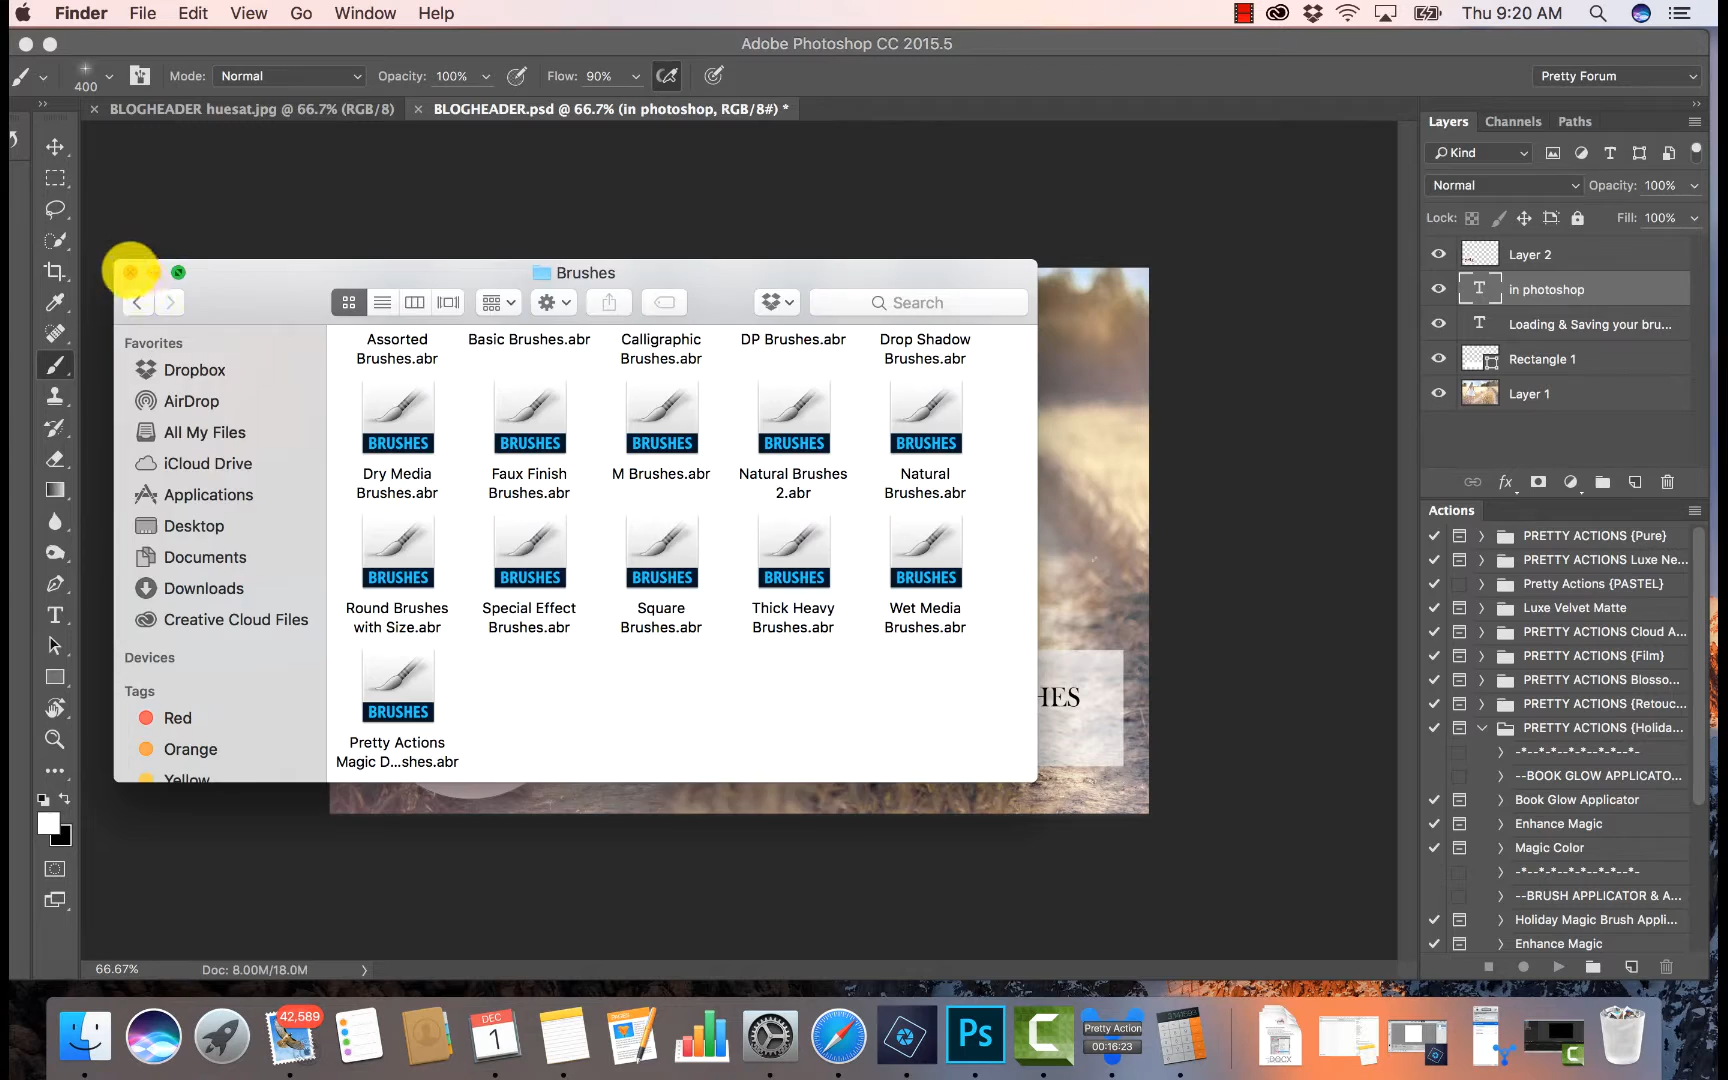 Finder File Edit View Go Window Help Thu 9:20 AM
Adobe Photoshop CC 2015.5
400 Mode: Normal Opacity: 100% Flow: 90% Pretty Forum
BLOGHEADER huesat.jpg @ 66.7% (RGB/8) BLOGHEADER.psd @ 66.7% (in photoshop, RGB/8#) *
Layers Channels Paths
Kind
Normal Opacity: 100%
Lock: Fill: 100%
Layer 2
in photoshop
Loading & Saving your bru...
Rectangle 1
Layer 1
Brushes
Search
Favorites
Dropbox
AirDrop
All My Files
iCloud Drive
Applications
Desktop
Documents
Downloads
Creative Cloud Files
Devices
Tags
Red
Orange
Yellow
Assorted Brushes.abr
Basic Brushes.abr
Calligraphic Brushes.abr
DP Brushes.abr
Drop Shadow Brushes.abr
BRUSHES BRUSHES BRUSHES BRUSHES BRUSHES
Dry Media Brushes.abr
Faux Finish Brushes.abr
M Brushes.abr
Natural Brushes 2.abr
Natural Brushes.abr
BRUSHES BRUSHES BRUSHES BRUSHES BRUSHES
Round Brushes with Size.abr
Special Effect Brushes.abr
Square Brushes.abr
Thick Heavy Brushes.abr
Wet Media Brushes.abr
BRUSHES
Pretty Actions Magic D...shes.abr
HES
Actions
PRETTY ACTIONS {Pure}
PRETTY ACTIONS Luxe Ne...
Pretty Actions {PASTEL}
Luxe Velvet Matte
PRETTY ACTIONS Cloud A...
PRETTY ACTIONS {Film}
PRETTY ACTIONS Blosso...
PRETTY ACTIONS {Retouc...
PRETTY ACTIONS {Holida...
-*--*-*--*-*--*-*--*-
--BOOK GLOW APPLICATO...
Book Glow Applicator
Enhance Magic
Magic Color
-*--*-*--*-*--*-*--*-
--BRUSH APPLICATOR & A...
Holiday Magic Brush Appli...
Enhance Magic
66.67% Doc: 8.00M/18.0M
42,589
DEC
1
Ps
Pretty Action
00:16:23
.DOCX